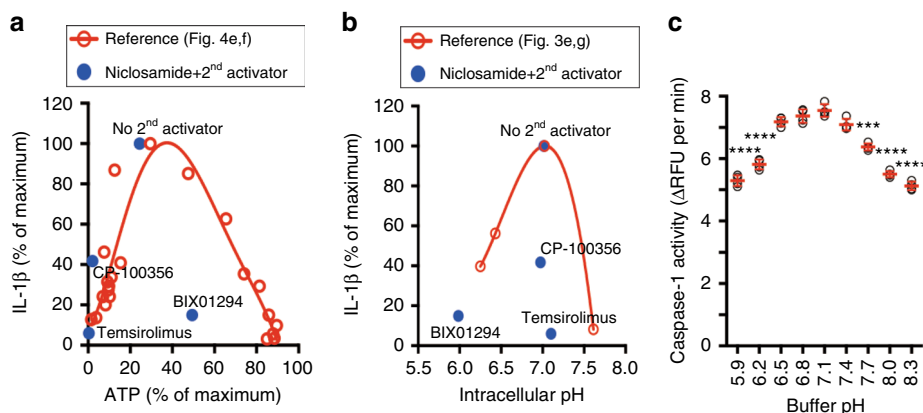 a
Reference (Fig. 4e,f)
Niclosamide+2nd activator
120
100
80
60
40
20
0
IL-1β (% of maximum)
No 2nd activator
CP-100356
BIX01294
Temsirolimus
0 20 40 60 80 100
ATP (% of maximum)
b
Reference (Fig. 3e,g)
Niclosamide+2nd activator
120
100
80
60
40
20
0
IL-1β (% of maximum)
No 2nd activator
CP-100356
BIX01294
Temsirolimus
5.5 6.0 6.5 7.0 7.5 8.0
Intracellular pH
c
8
6
4
2
0
Caspase-1 activity (ΔRFU per min)
****
****
***
****
****
5.9 6.2 6.5 6.8 7.1 7.4 7.7 8.0 8.3
Buffer pH